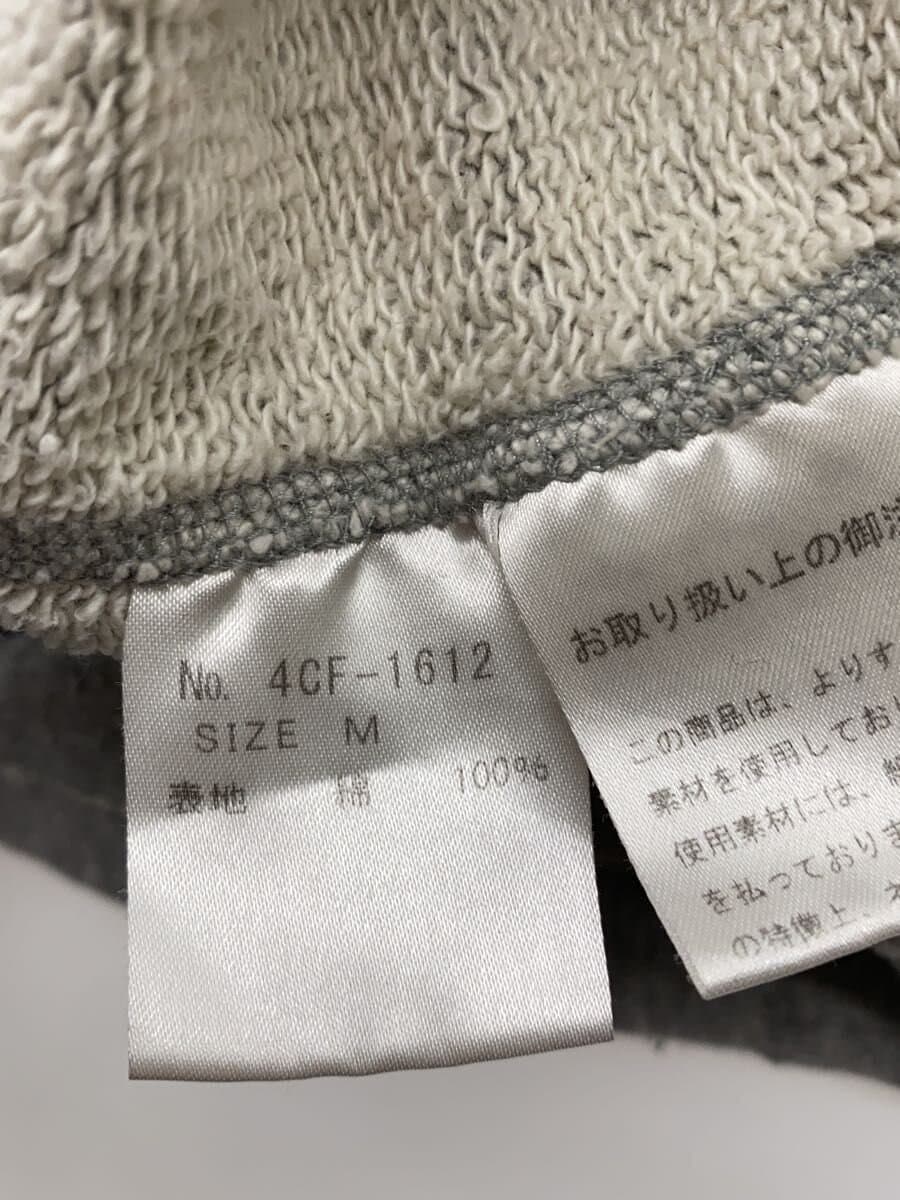 No. 4CF-1612
SIZE M
表地 綿 100%
お取り扱い上の御注
この商品は、よりす
素材を使用しており
使用素材には、
を払っており
の特徴上、ネ